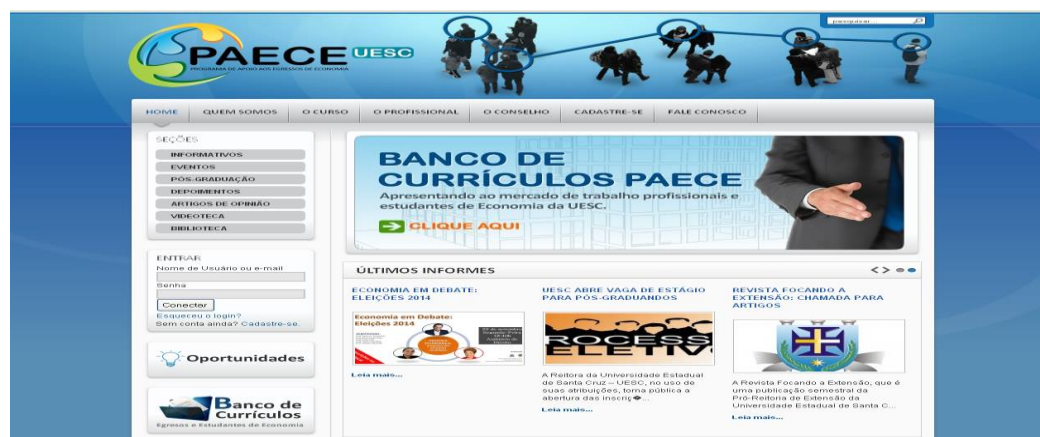 pesquisar...
PAECE UESC
PROGRAMA DE APOIO AOS EGRESSOS DE ECONOMIA
HOME QUEM SOMOS O CURSO O PROFISSIONAL O CONSELHO CADASTRE-SE FALE CONOSCO
SEÇÕES
INFORMATIVOS
EVENTOS
PÓS-GRADUAÇÃO
DEPOIMENTOS
ARTIGOS DE OPINIÃO
VIDEOTECA
BIBLIOTECA
ENTRAR
Nome de Usuário ou e-mail
Senha
Conectar
Esqueceu o login?
Sem conta ainda? Cadastre-se.
Oportunidades
Banco de
Currículos
Egressos e Estudantes de Economia
BANCO DE
CURRÍCULOS PAECE
Apresentando ao mercado de trabalho profissionais e
estudantes de Economia da UESC.
CLIQUE AQUI
ÚLTIMOS INFORMES
ECONOMIA EM DEBATE:
ELEIÇÕES 2014
Economia em Debate:
Eleições 2014
Leia mais...
UESC ABRE VAGA DE ESTÁGIO
PARA PÓS-GRADUANDOS
ROCESS
ELETIV
A Reitora da Universidade Estadual
de Santa Cruz – UESC, no uso de
suas atribuições, torna pública a
abertura das inscriç�...
Leia mais...
REVISTA FOCANDO A
EXTENSÃO: CHAMADA PARA
ARTIGOS
A Revista Focando a Extensão, que é
uma publicação semestral da
Pró-Reitoria de Extensão da
Universidade Estadual de Santa C...
Leia mais...